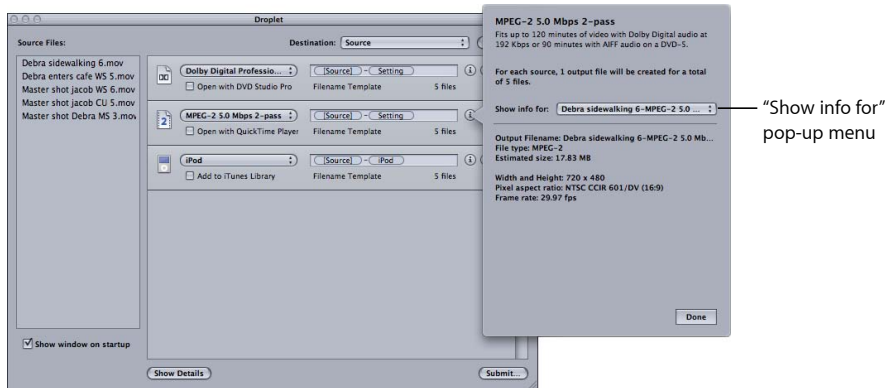 Droplet
Source Files:
Destination: Source
Debra sidewalking 6.mov
Debra enters cafe WS 5.mov
Master shot jacob WS 6.mov
Master shot jacob CU 5.mov
Master shot Debra MS 3.mov
Dolby Digital Professio...
[Source] - Setting
Open with DVD Studio Pro
Filename Template
5 files
MPEG-2 5.0 Mbps 2-pass
[Source] - Setting
Open with QuickTime Player
Filename Template
5 files
iPod
[Source] - iPod
Add to iTunes Library
Filename Template
5 files
Show window on startup
Show Details
Submit...
MPEG-2 5.0 Mbps 2-pass
Fits up to 120 minutes of video with Dolby Digital audio at
192 Kbps or 90 minutes with AIFF audio on a DVD-5.
For each source, 1 output file will be created for a total
of 5 files.
Show info for: Debra sidewalking 6-MPEG-2 5.0 ...
Output Filename: Debra sidewalking 6-MPEG-2 5.0 Mb...
File type: MPEG-2
Estimated size: 17.83 MB
Width and Height: 720 x 480
Pixel aspect ratio: NTSC CCIR 601/DV (16:9)
Frame rate: 29.97 fps
Done
“Show info for”
pop-up menu